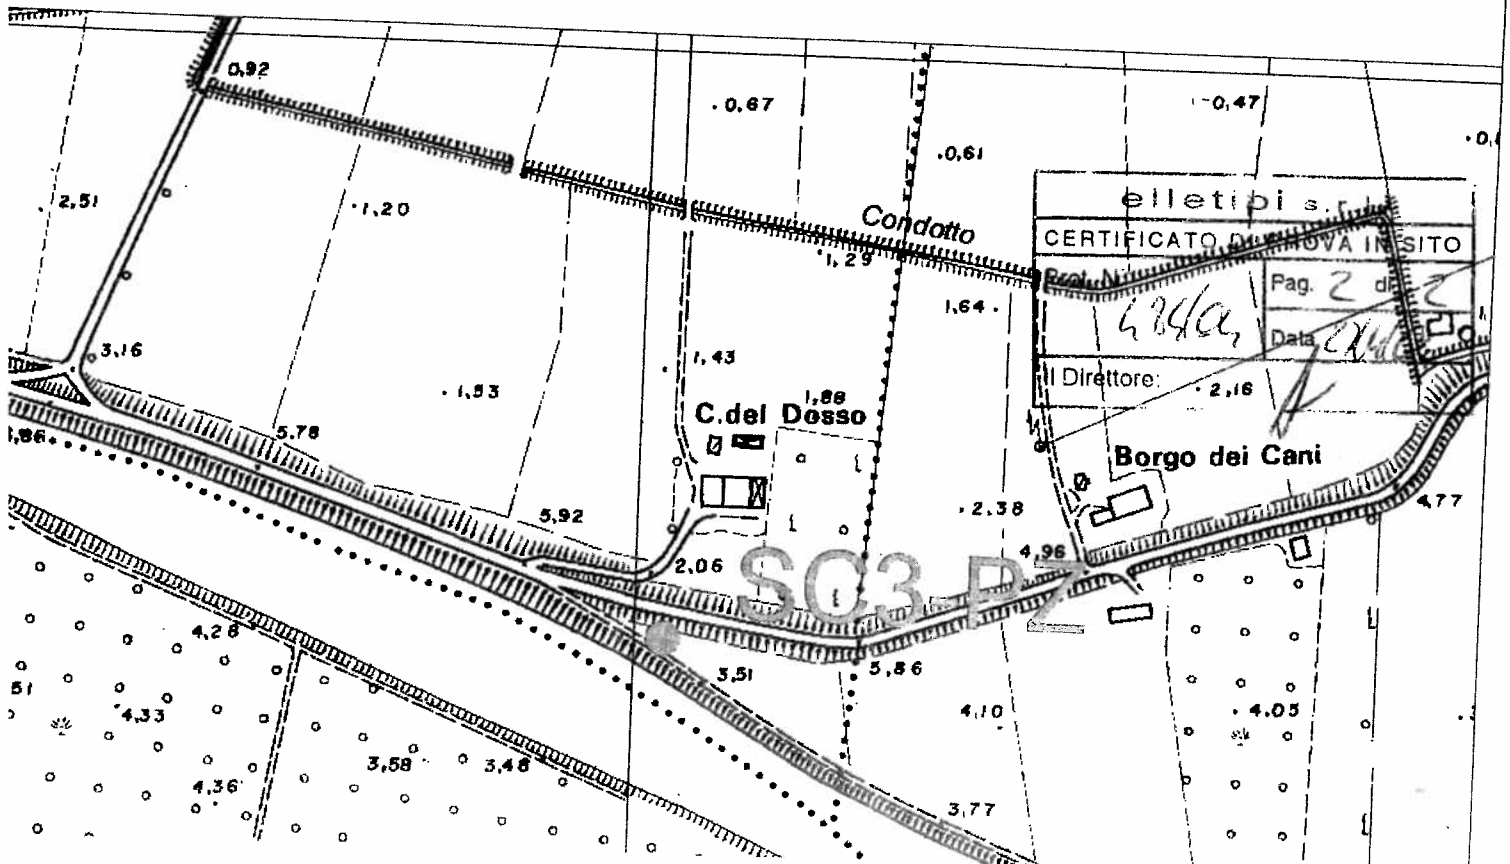 0,92
0,67
-0,47
0,61
2,51
1,20
Condotto
1,29
1,64
elletipi s.r.l.
CERTIFICATO DI PROVA IN SITO
Prot. N.
Pag. 2 di 2
Data
Il Direttore:
2,16
3,16
1,43
1,53
1,88
C.del Dosso
5.78
Borgo dei Cani
4,77
5,92
2,38
2,06
4,96
SC3-PZ
4,28
3,51
5,86
4,33
4,10
4,05
3,58
3,48
4,36
3,77